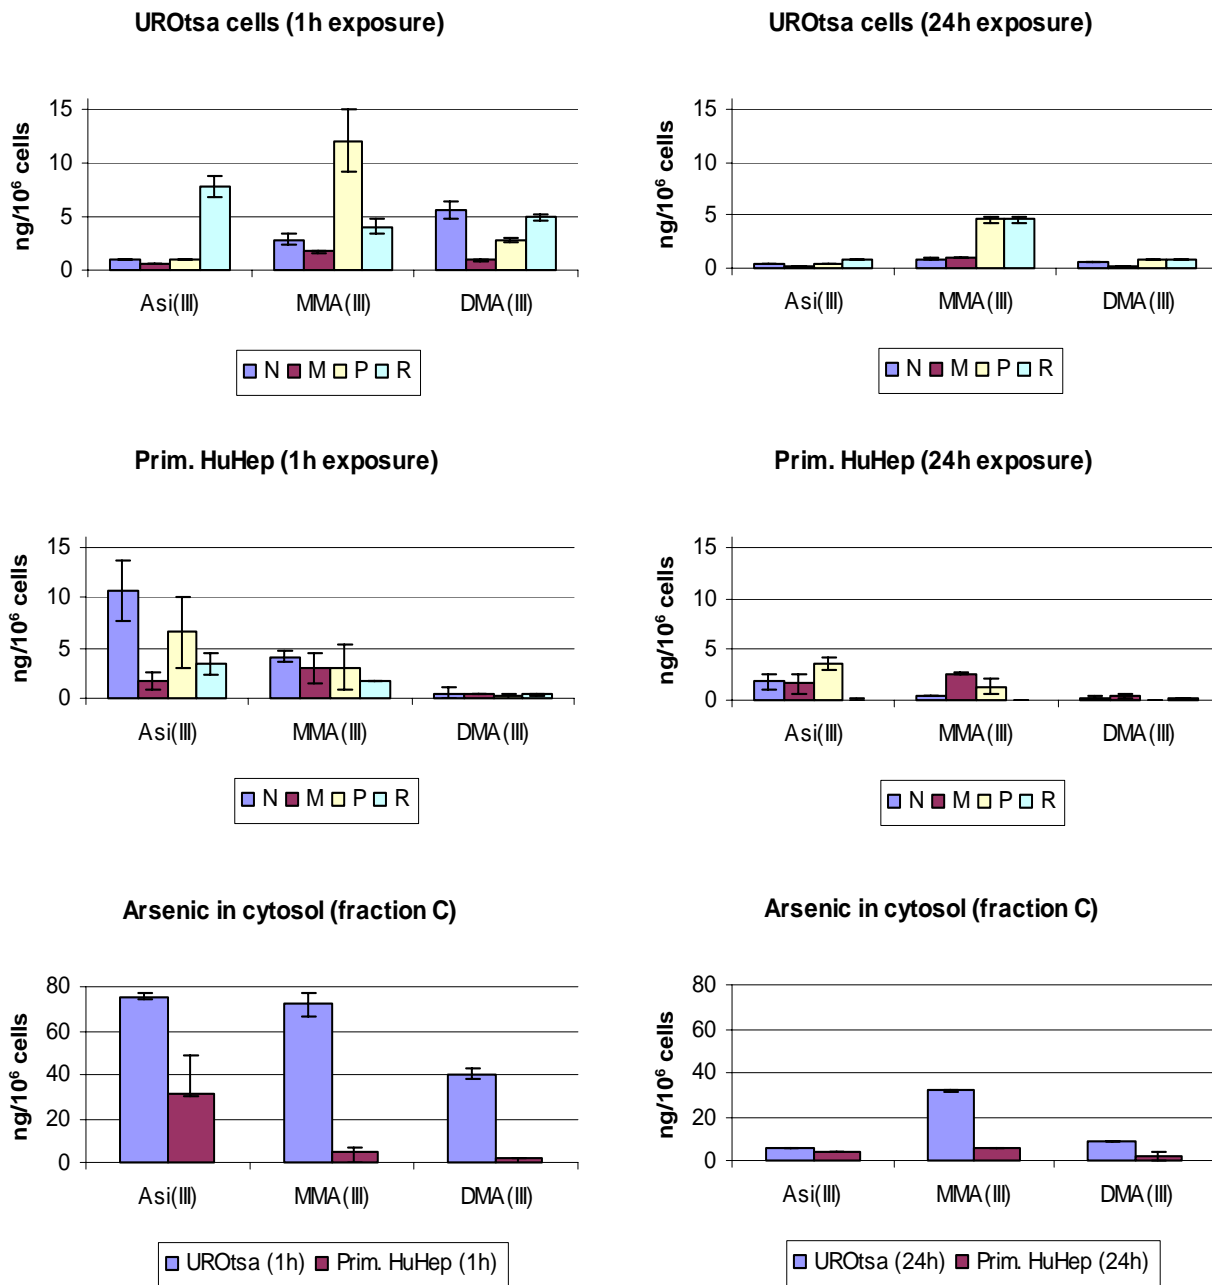 UROtsa cells (1h exposure)
ng/10⁶ cells
15
10
5
0
Asi(III) MMA(III) DMA(III)
N M P R
UROtsa cells (24h exposure)
ng/10⁶ cells
15
10
5
0
Asi(III) MMA(III) DMA(III)
N M P R
Prim. HuHep (1h exposure)
ng/10⁶ cells
15
10
5
0
Asi(III) MMA(III) DMA(III)
N M P R
Prim. HuHep (24h exposure)
ng/10⁶ cells
15
10
5
0
Asi(III) MMA(III) DMA(III)
N M P R
Arsenic in cytosol (fraction C)
ng/10⁶ cells
80
60
40
20
0
Asi(III) MMA(III) DMA(III)
UROtsa (1h) Prim. HuHep (1h)
Arsenic in cytosol (fraction C)
ng/10⁶ cells
80
60
40
20
0
Asi(III) MMA(III) DMA(III)
UROtsa (24h) Prim. HuHep (24h)